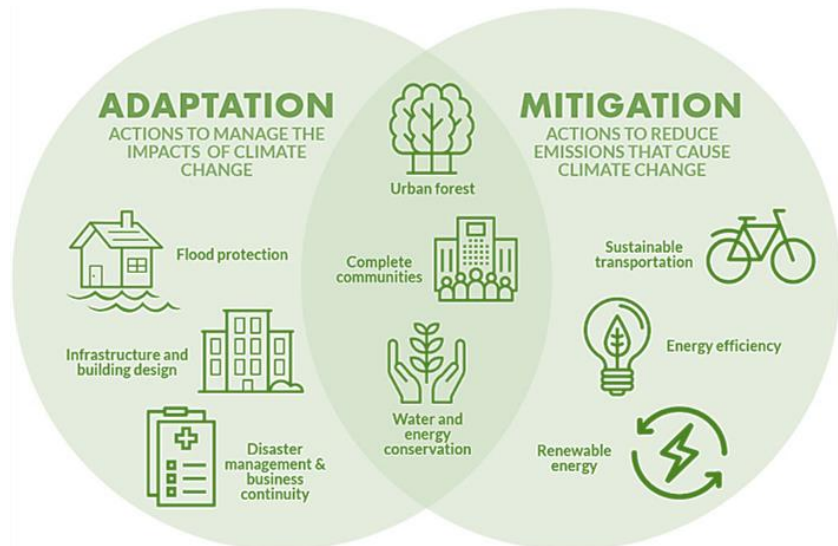 ADAPTATION
ACTIONS TO MANAGE THE
IMPACTS OF CLIMATE
CHANGE
Flood protection
Infrastructure and
building design
Disaster
management &
business
continuity
Urban forest
Complete
communities
Water and
energy
conservation
MITIGATION
ACTIONS TO REDUCE
EMISSIONS THAT CAUSE
CLIMATE CHANGE
Sustainable
transportation
Energy efficiency
Renewable
energy